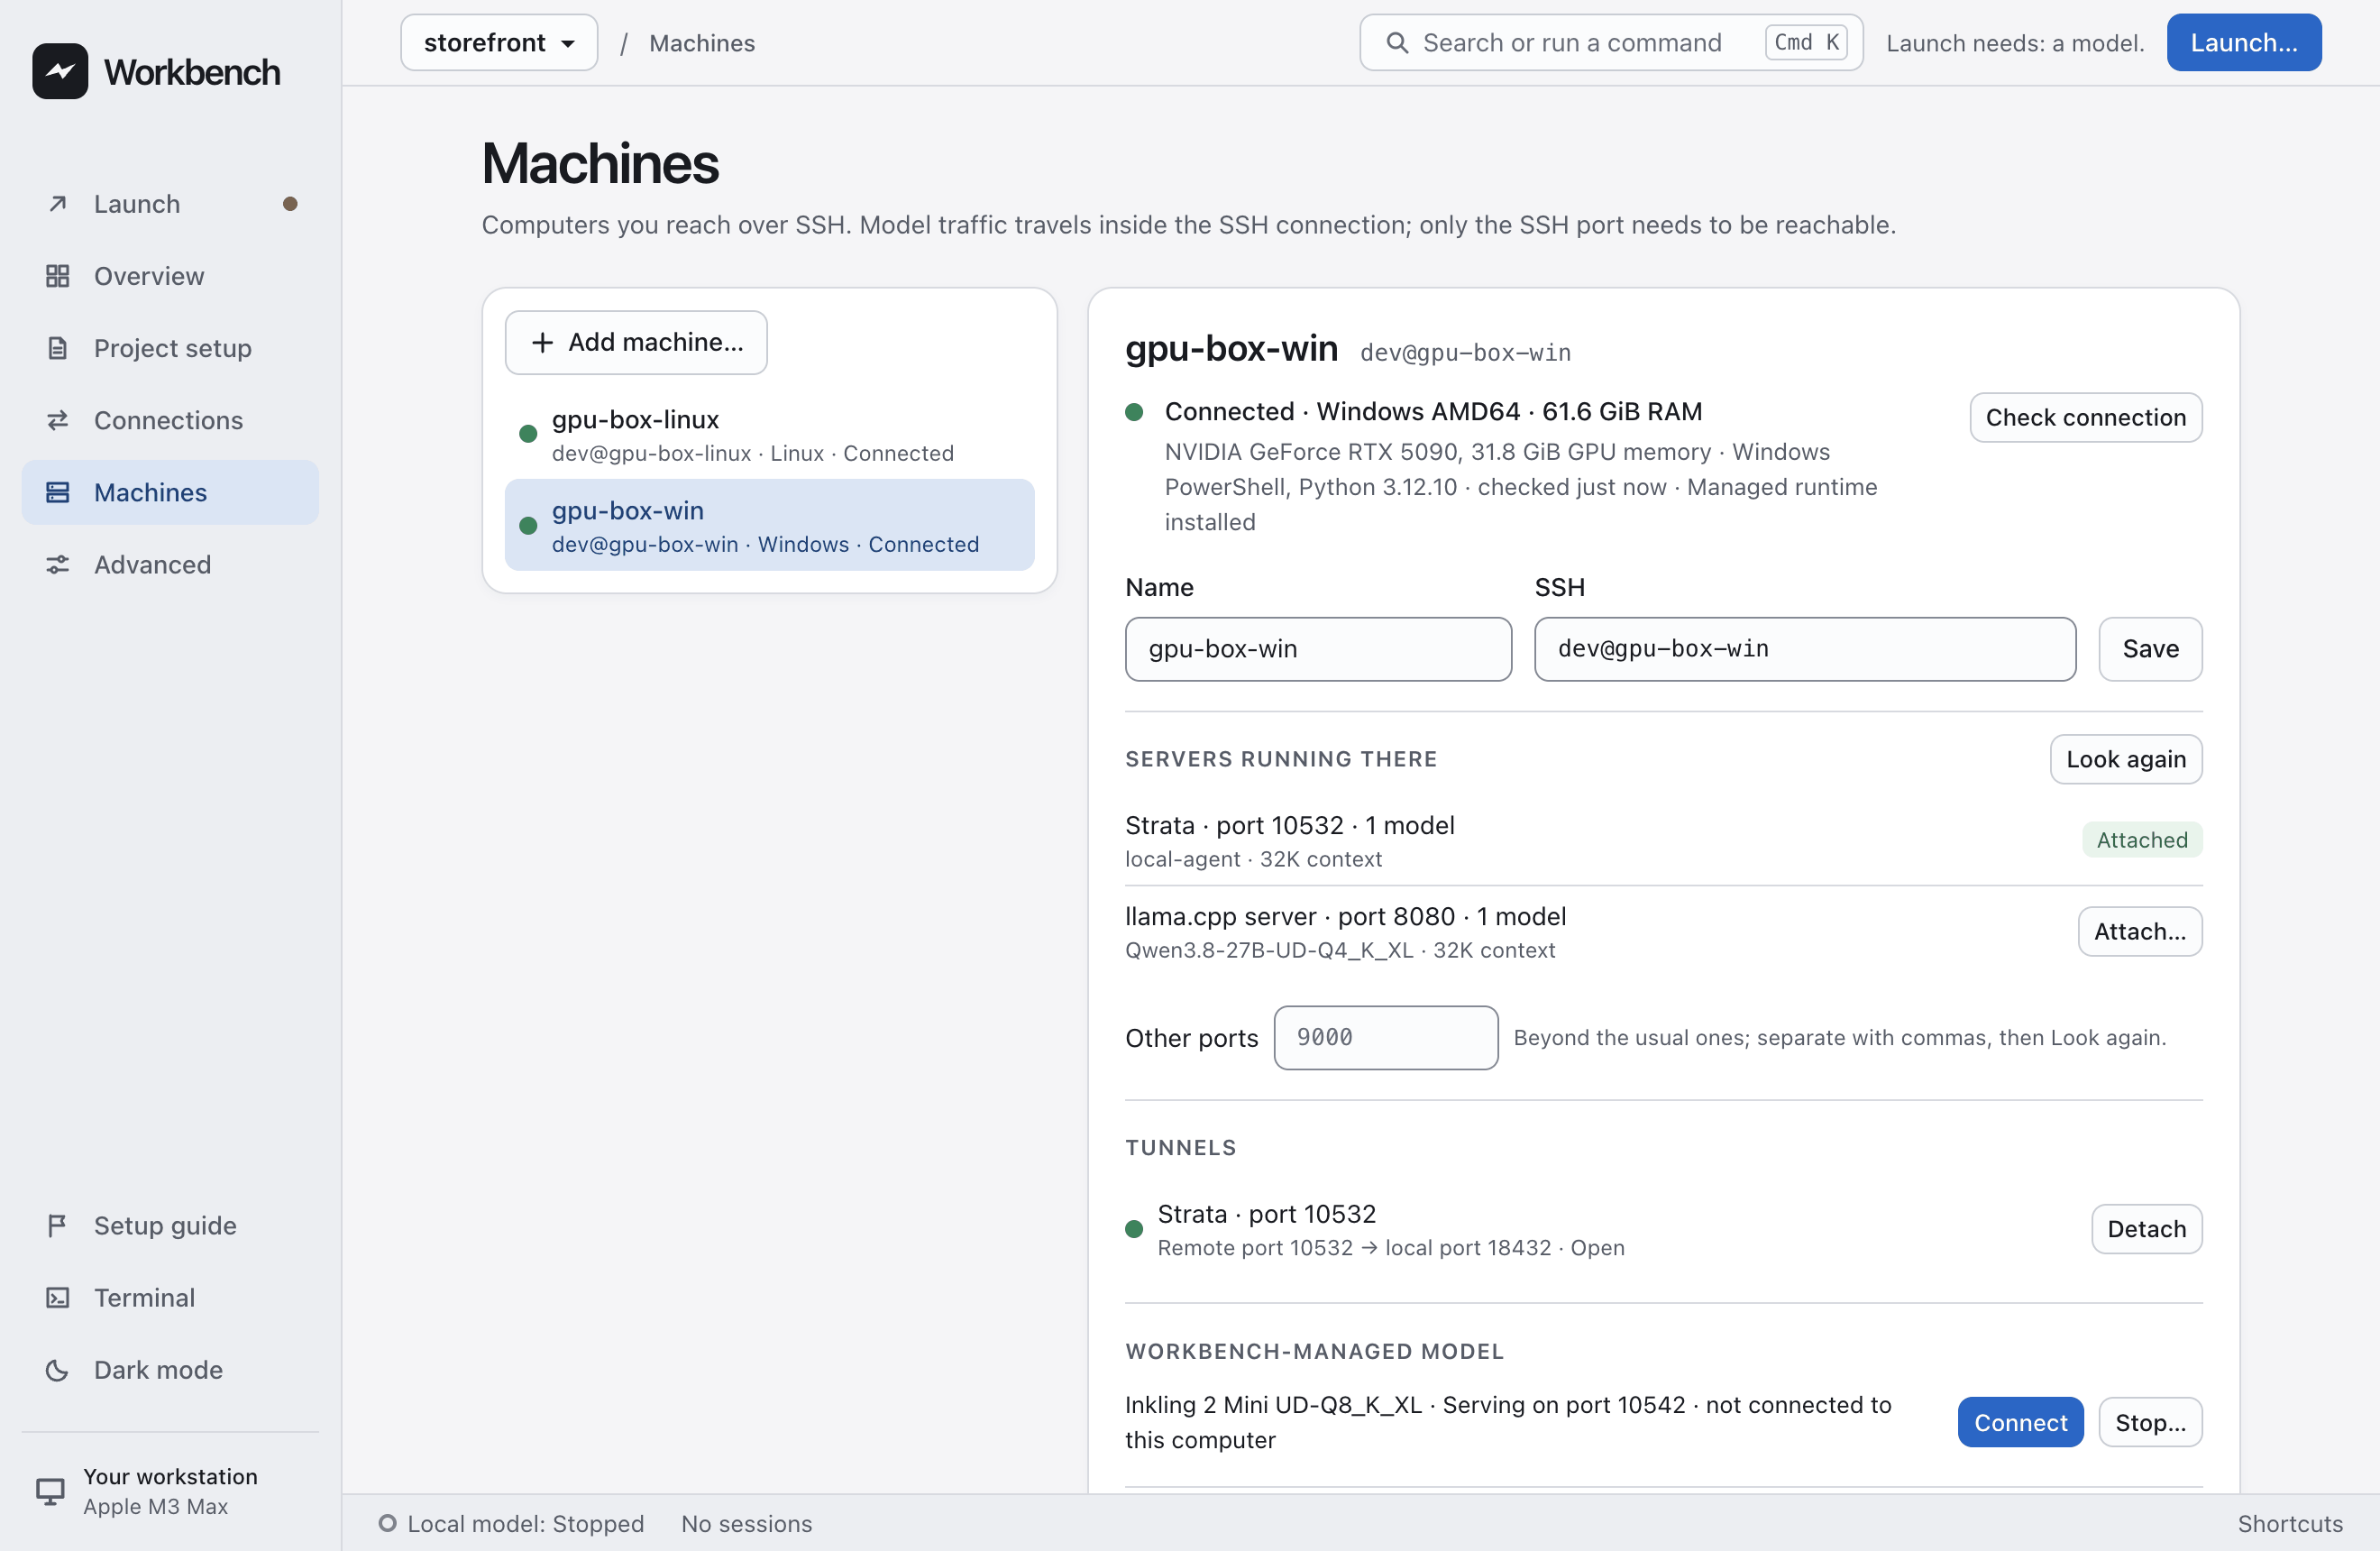 Workbench
Launch
Overview
Project setup
Connections
Machines
Advanced
Setup guide
Terminal
Dark mode
Your workstation
Apple M3 Max
storefront / Machines
Search or run a command Cmd K
Launch needs: a model.
Launch...
Machines
Computers you reach over SSH. Model traffic travels inside the SSH connection; only the SSH port needs to be reachable.
+ Add machine...
gpu-box-linux
dev@gpu-box-linux · Linux · Connected
gpu-box-win
dev@gpu-box-win · Windows · Connected
gpu-box-win dev@gpu-box-win
Connected · Windows AMD64 · 61.6 GiB RAM
Check connection
NVIDIA GeForce RTX 5090, 31.8 GiB GPU memory · Windows
PowerShell, Python 3.12.10 · checked just now · Managed runtime
installed
Name
gpu-box-win
SSH
dev@gpu-box-win
Save
SERVERS RUNNING THERE
Look again
Strata · port 10532 · 1 model
local-agent · 32K context
Attached
llama.cpp server · port 8080 · 1 model
Qwen3.8-27B-UD-Q4_K_XL · 32K context
Attach...
Other ports 9000 Beyond the usual ones; separate with commas, then Look again.
TUNNELS
Strata · port 10532
Remote port 10532 → local port 18432 · Open
Detach
WORKBENCH-MANAGED MODEL
Inkling 2 Mini UD-Q8_K_XL · Serving on port 10542 · not connected to
this computer
Connect
Stop...
Local model: Stopped
No sessions
Shortcuts